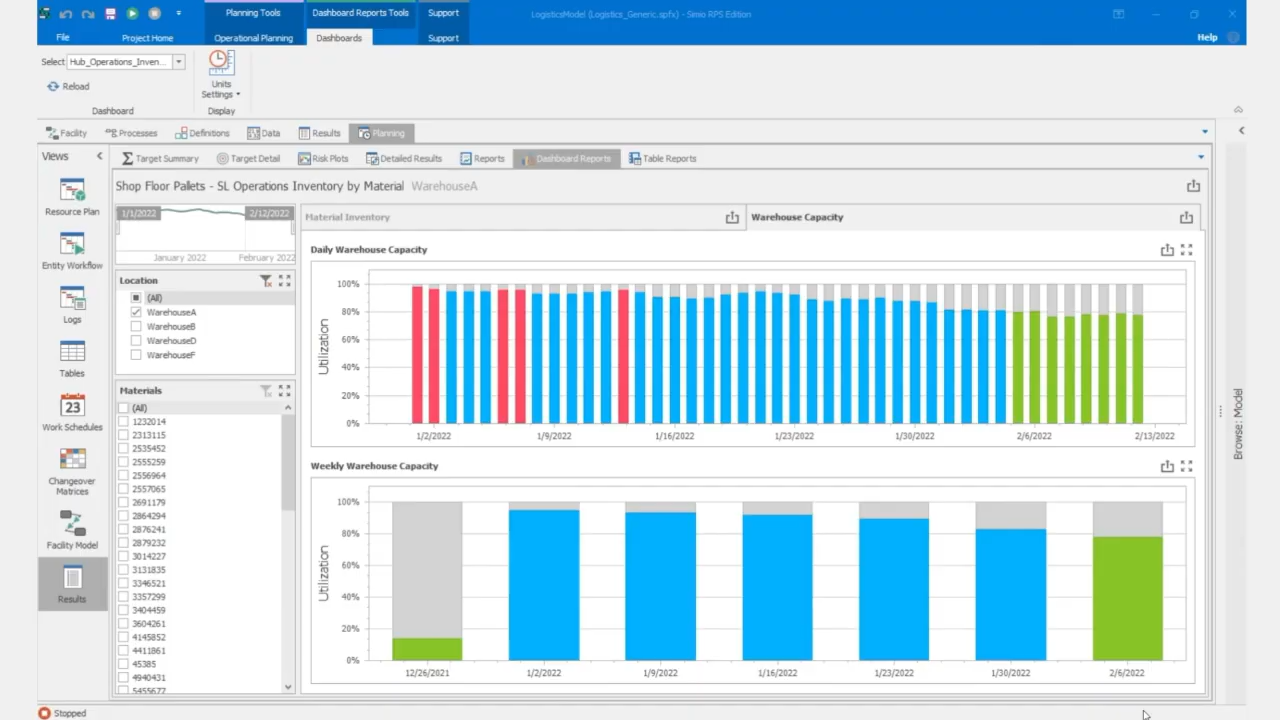 Planning Tools
Dashboard Reports Tools
Support
LogisticsModel (Logistics_Generic.spfx) - Simio RPS Edition
File
Project Home
Operational Planning
Dashboards
Support
Help
Select
Hub_Operations_Inven...
Reload
Units Settings
Dashboard
Display
Facility
Processes
Definitions
Data
Results
Planning
Views
Target Summary
Target Detail
Risk Plots
Detailed Results
Reports
Dashboard Reports
Table Reports
Shop Floor Pallets - SL Operations Inventory by Material WarehouseA
Resource Plan
Entity Workflow
Logs
Tables
23
Work Schedules
Changeover
Matrices
Facility Model
Results
1/1/2022
2/12/2022
January 2022
February 2022
Location
(All)
WarehouseA
WarehouseB
WarehouseD
WarehouseF
Materials
(All)
1232014
2313115
2535452
2555259
2556964
2557065
2691179
2864294
2876241
2879232
3014227
3131835
3346521
3357299
3404459
3604261
4145852
4411861
45385
4940431
5455677
Material Inventory
Warehouse Capacity
Daily Warehouse Capacity
Utilization
100%
80%
60%
40%
20%
0%
1/2/2022
1/9/2022
1/16/2022
1/23/2022
1/30/2022
2/6/2022
2/13/2022
Weekly Warehouse Capacity
Utilization
100%
80%
60%
40%
20%
0%
12/26/2021
1/2/2022
1/9/2022
1/16/2022
1/23/2022
1/30/2022
2/6/2022
Browse: Model
Stopped